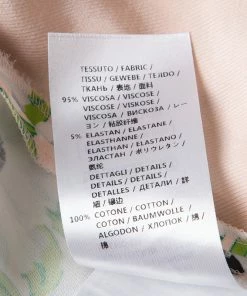 TESSUTO / FABRIC /
TISSU / GEWEBE / TEJIDO /
ТКАНЬ / 表地 / 面料
95% VISCOSA / VISCOSE /
VISCOSE / VISKOSE /
VISCOSA / ВИСКОЗА / レー
ヨン / 粘胶纤维
5% ELASTAN / ELASTANE /
ELASTHANNE /
ELASTHAN / ELASTANO /
ЭЛАСТАН / ポリウレタン /
氨纶
DETTAGLI / DETAILS /
DETAILS / DETAILS /
DETALLES / ДЕТАЛИ / 詳
細 / 细节
100% COTONE / COTTON /
COTON / BAUMWOLLE /
ALGODON / ХЛОПОК / 綿
/ 棉